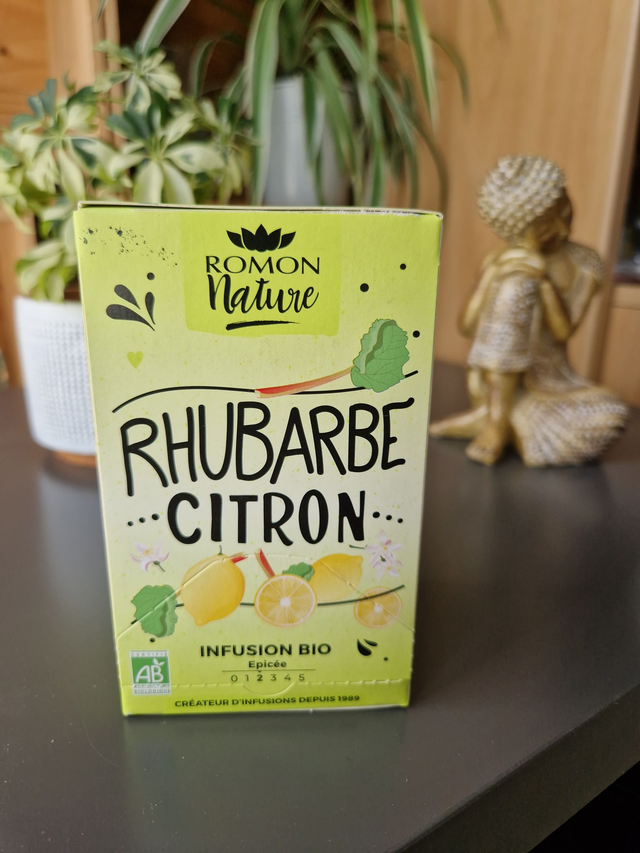 ROMON
Nature
RHUBARBE
CITRON
INFUSION BIO
Epicée
0 1 2 3 4 5
AB
CRÉATEUR D'INFUSIONS DEPUIS 1989